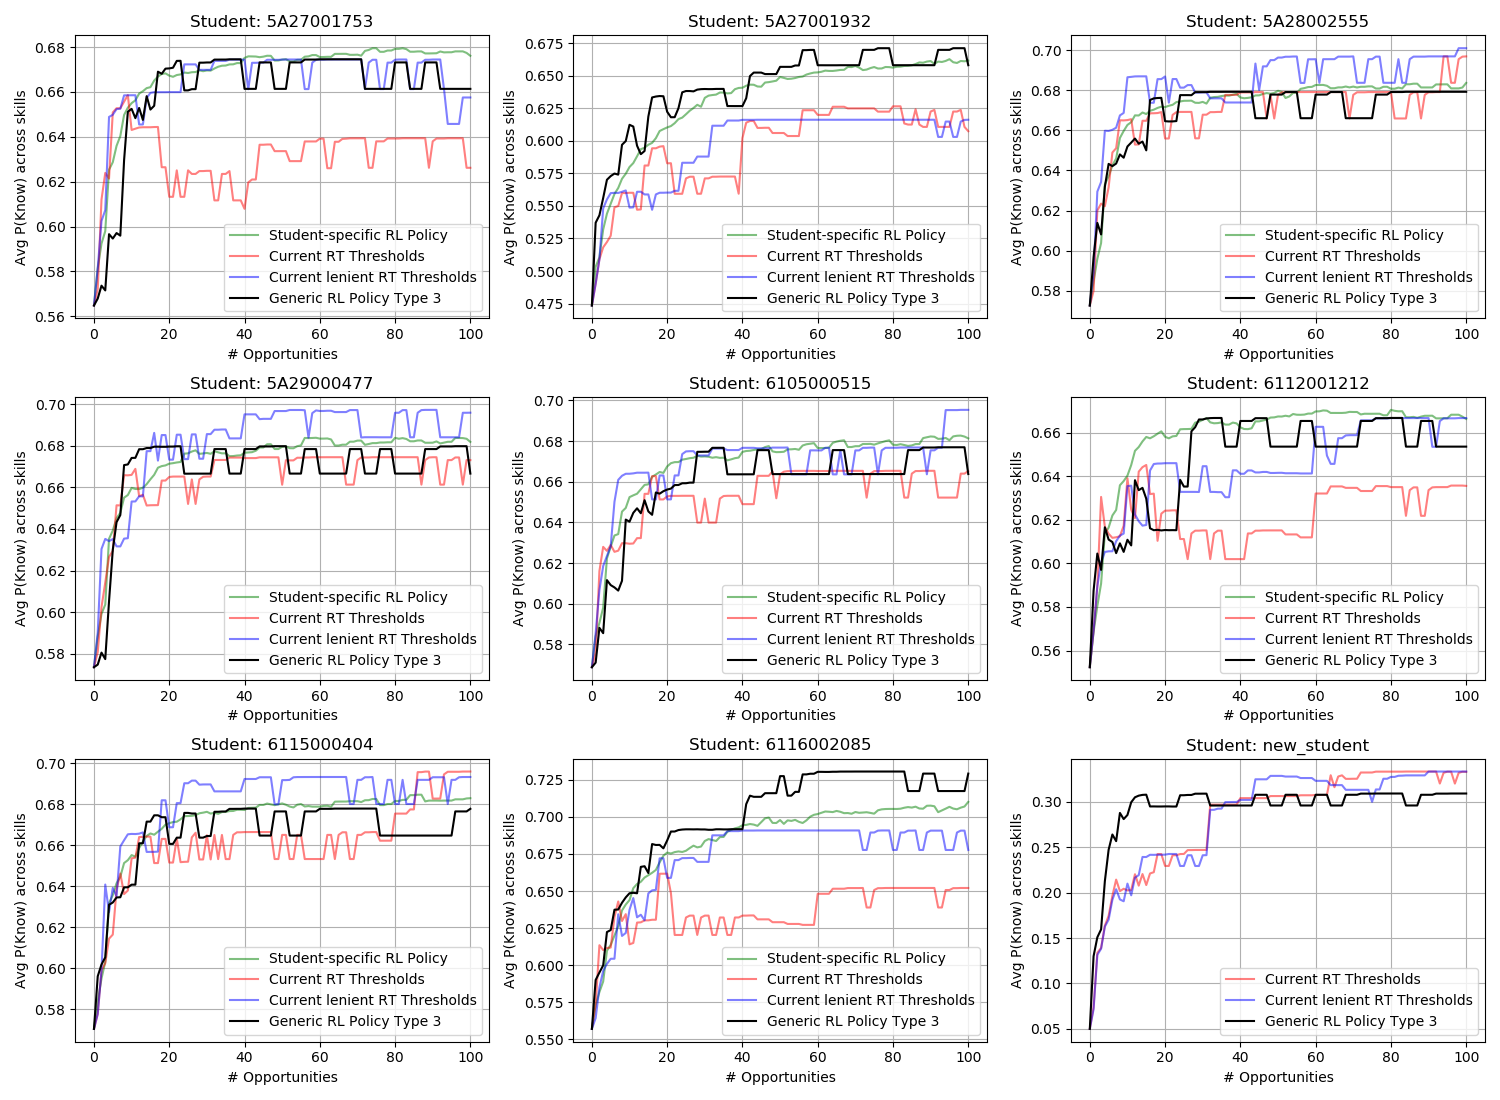 Student: 5A27001753
Avg P(Know) across skills
0.68
0.66
0.64
0.62
0.60
0.58
0.56
Student-specific RL Policy
Current RT Thresholds
Current lenient RT Thresholds
Generic RL Policy Type 3
0 20 40 60 80 100
# Opportunities
Student: 5A27001932
Avg P(Know) across skills
0.675
0.650
0.625
0.600
0.575
0.550
0.525
0.500
0.475
Student-specific RL Policy
Current RT Thresholds
Current lenient RT Thresholds
Generic RL Policy Type 3
0 20 40 60 80 100
# Opportunities
Student: 5A28002555
Avg P(Know) across skills
0.70
0.68
0.66
0.64
0.62
0.60
0.58
Student-specific RL Policy
Current RT Thresholds
Current lenient RT Thresholds
Generic RL Policy Type 3
0 20 40 60 80 100
# Opportunities
Student: 5A29000477
Avg P(Know) across skills
0.70
0.68
0.66
0.64
0.62
0.60
0.58
Student-specific RL Policy
Current RT Thresholds
Current lenient RT Thresholds
Generic RL Policy Type 3
0 20 40 60 80 100
# Opportunities
Student: 6105000515
Avg P(Know) across skills
0.70
0.68
0.66
0.64
0.62
0.60
0.58
Student-specific RL Policy
Current RT Thresholds
Current lenient RT Thresholds
Generic RL Policy Type 3
0 20 40 60 80 100
# Opportunities
Student: 6112001212
Avg P(Know) across skills
0.66
0.64
0.62
0.60
0.58
0.56
Student-specific RL Policy
Current RT Thresholds
Current lenient RT Thresholds
Generic RL Policy Type 3
0 20 40 60 80 100
# Opportunities
Student: 6115000404
Avg P(Know) across skills
0.70
0.68
0.66
0.64
0.62
0.60
0.58
Student-specific RL Policy
Current RT Thresholds
Current lenient RT Thresholds
Generic RL Policy Type 3
0 20 40 60 80 100
# Opportunities
Student: 6116002085
Avg P(Know) across skills
0.725
0.700
0.675
0.650
0.625
0.600
0.575
0.550
Student-specific RL Policy
Current RT Thresholds
Current lenient RT Thresholds
Generic RL Policy Type 3
0 20 40 60 80 100
# Opportunities
Student: new_student
Avg P(Know) across skills
0.30
0.25
0.20
0.15
0.10
0.05
Current RT Thresholds
Current lenient RT Thresholds
Generic RL Policy Type 3
0 20 40 60 80 100
# Opportunities